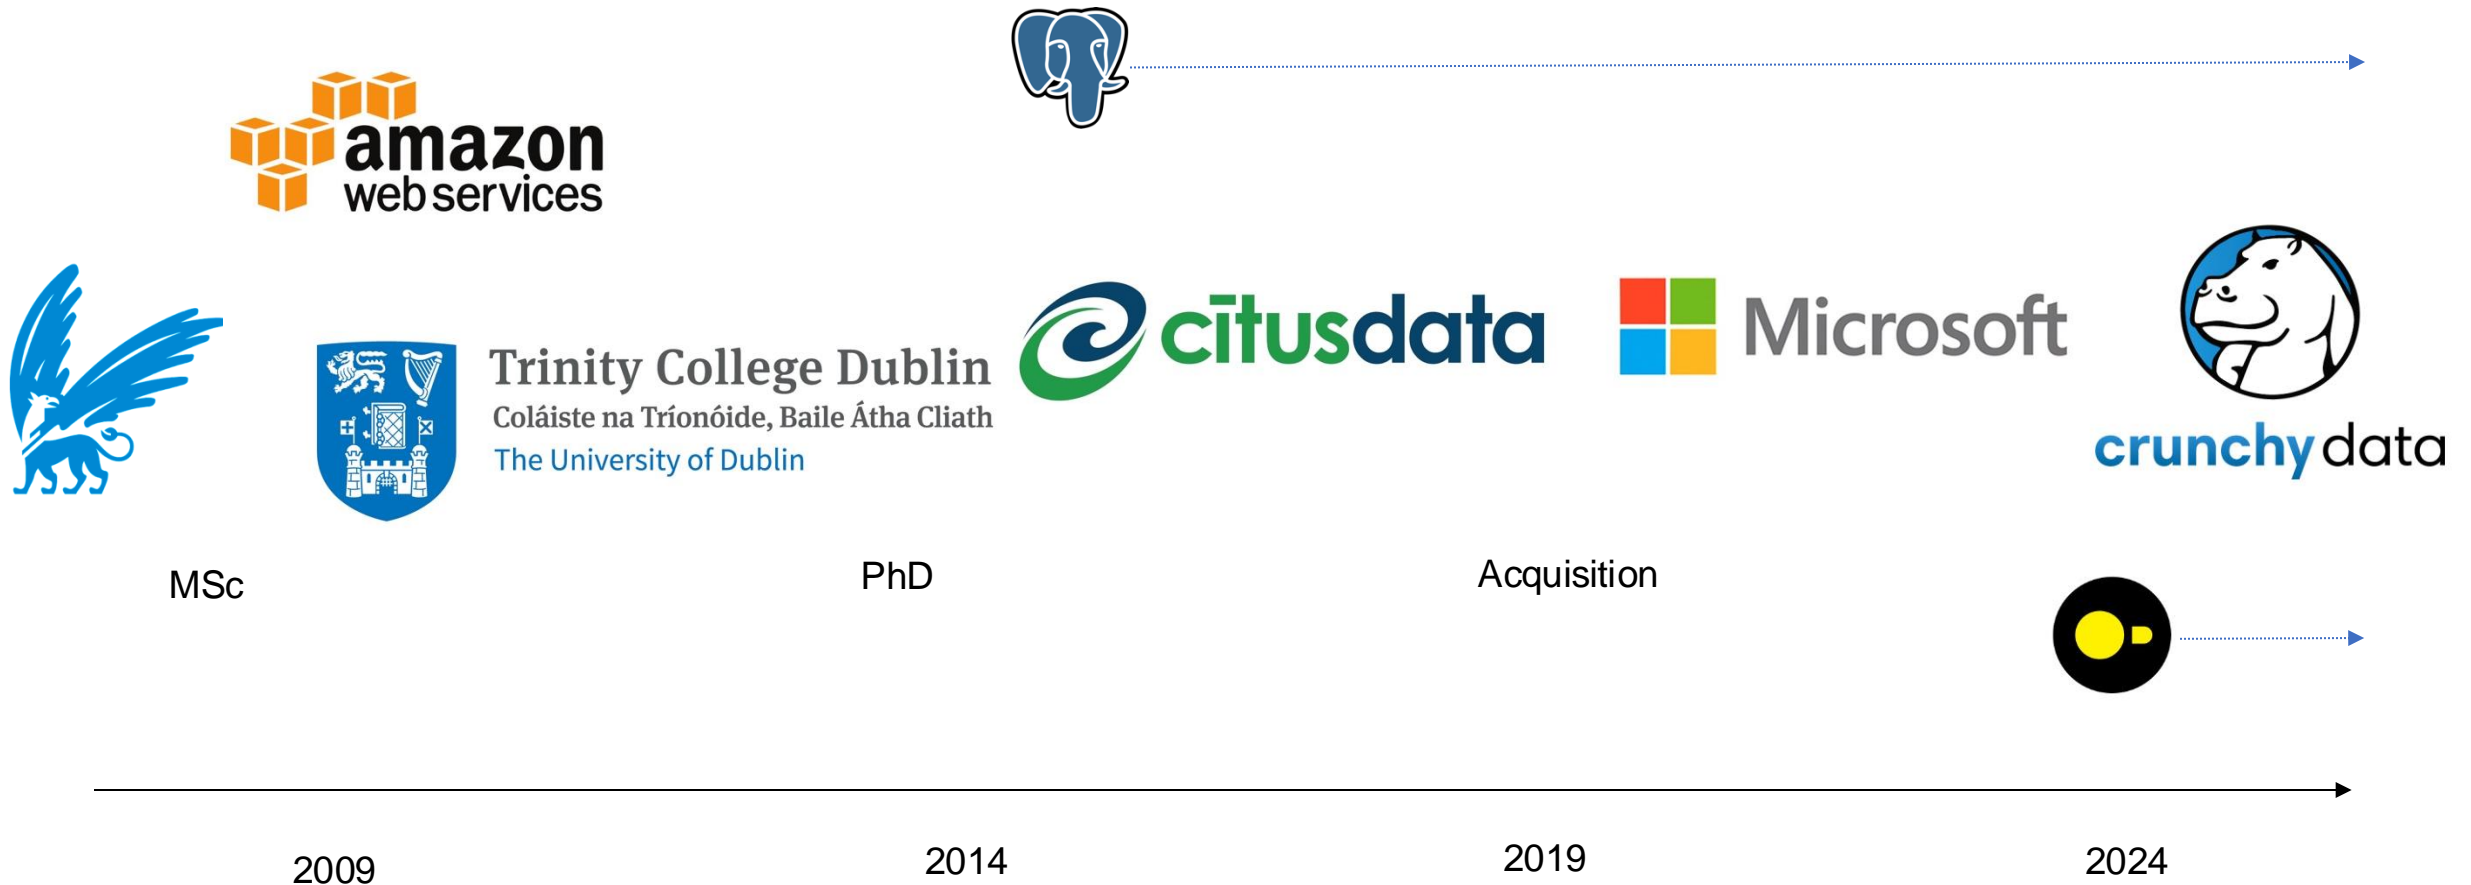 amazon
web services
Trinity College Dublin
Coláiste na Tríonóide, Baile Átha Cliath
The University of Dublin
cītusdata
Microsoft
crunchy data
MSc
PhD
Acquisition
2009
2014
2019
2024